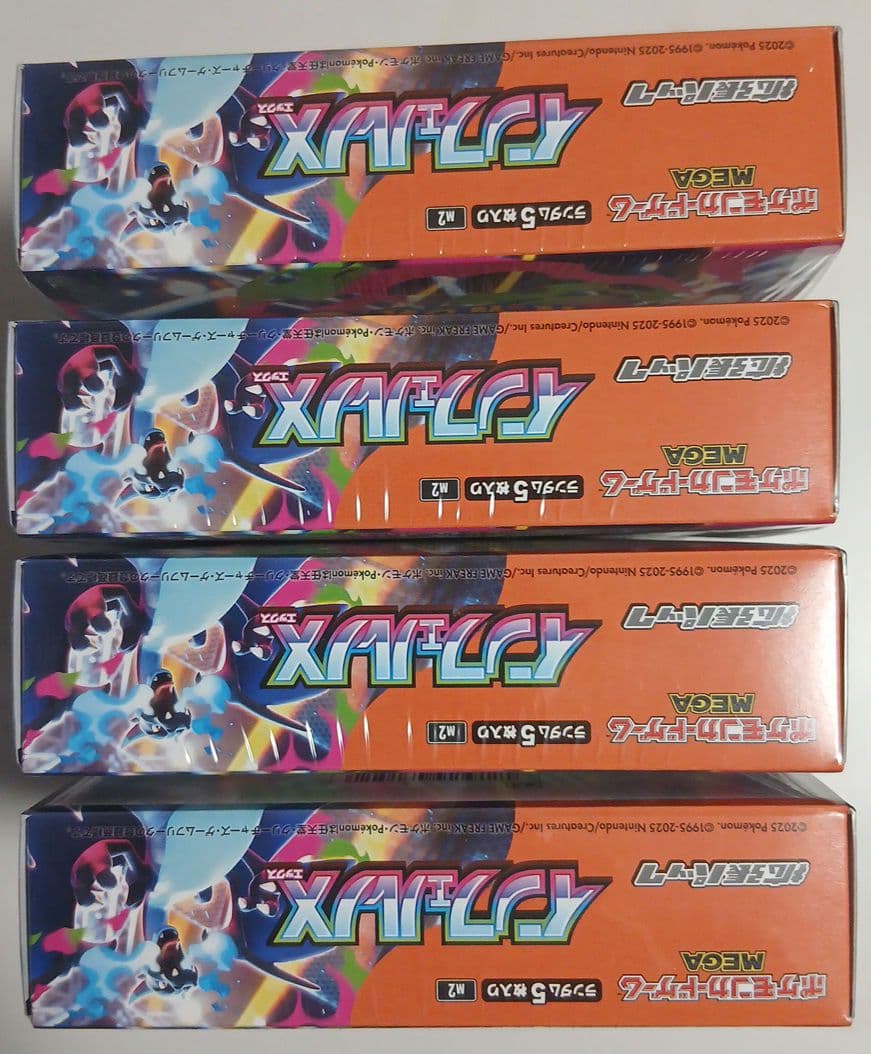 ポケモンカードゲーム
MEGA
拡張パック
ランダム5枚入り
M2
インフェルノX
エックス
©2025 Pokémon. ©1995-2025 Nintendo/Creatures Inc./GAME FREAK inc. ポケモン・Pokémonは任天堂・クリーチャーズ・ゲームフリークの登録商標です。
ポケモンカードゲーム
MEGA
拡張パック
ランダム5枚入り
M2
インフェルノX
エックス
©2025 Pokémon. ©1995-2025 Nintendo/Creatures Inc./GAME FREAK inc. ポケモン・Pokémonは任天堂・クリーチャーズ・ゲームフリークの登録商標です。
ポケモンカードゲーム
MEGA
拡張パック
ランダム5枚入り
M2
インフェルノX
エックス
©2025 Pokémon. ©1995-2025 Nintendo/Creatures Inc./GAME FREAK inc. ポケモン・Pokémonは任天堂・クリーチャーズ・ゲームフリークの登録商標です。
ポケモンカードゲーム
MEGA
拡張パック
ランダム5枚入り
M2
インフェルノX
エックス
©2025 Pokémon. ©1995-2025 Nintendo/Creatures Inc./GAME FREAK inc. ポケモン・Pokémonは任天堂・クリーチャーズ・ゲームフリークの登録商標です。